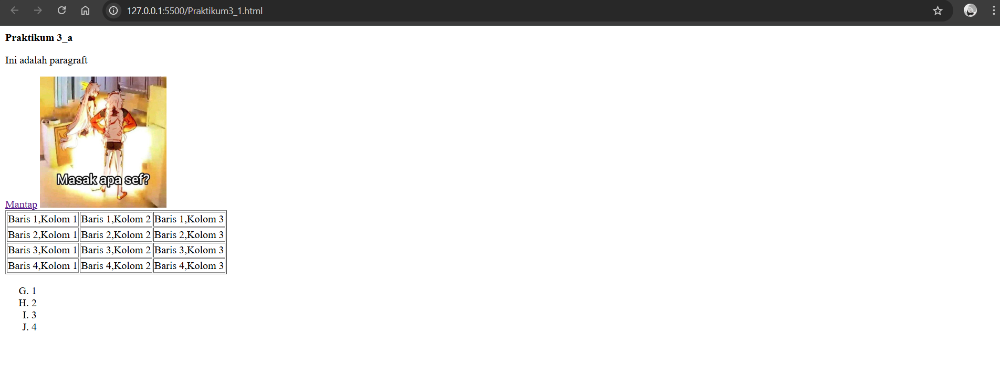 127.0.0.1:5500/Praktikum3_1.html
Praktikum 3_a
Ini adalah paragraft
Masak apa sef?
Mantap
Baris 1,Kolom 1 Baris 1,Kolom 2 Baris 1,Kolom 3
Baris 2,Kolom 1 Baris 2,Kolom 2 Baris 2,Kolom 3
Baris 3,Kolom 1 Baris 3,Kolom 2 Baris 3,Kolom 3
Baris 4,Kolom 1 Baris 4,Kolom 2 Baris 4,Kolom 3
G. 1
H. 2
I. 3
J. 4